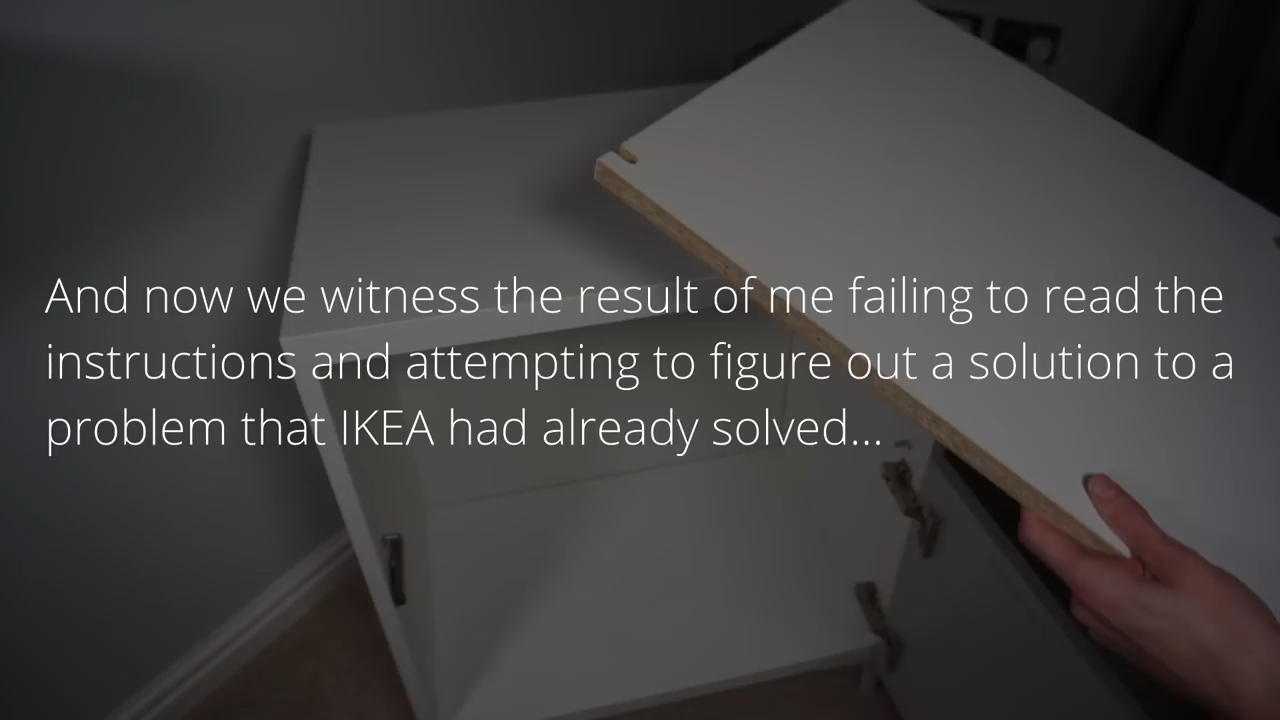 And now we witness the result of me failing to read the
instructions and attempting to figure out a solution to a
problem that IKEA had already solved...